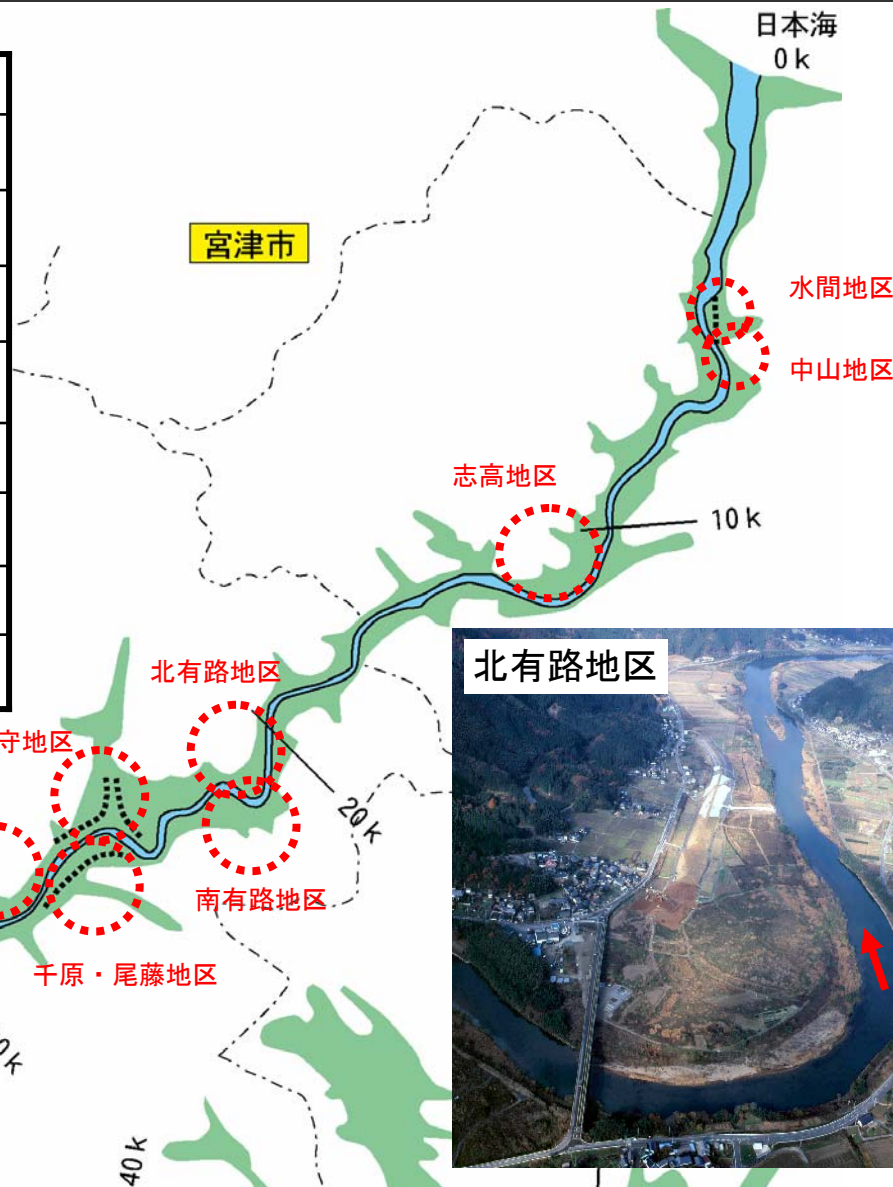 日本海
0k
宮津市
水間地区
中山地区
志高地区
10k
北有路地区
北有路地区
守地区
20k
南有路地区
千原・尾藤地区
0k
40k